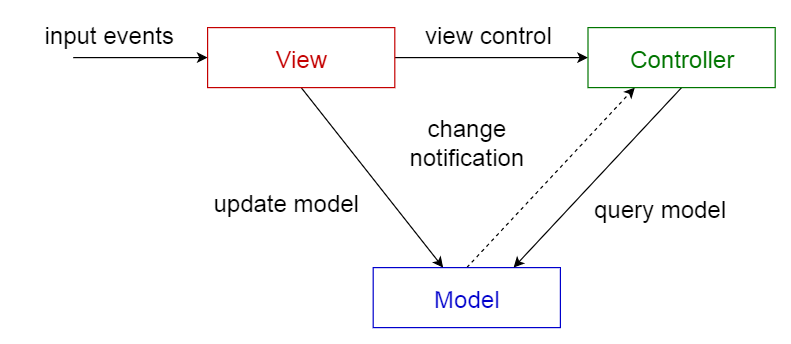 input events
View
view control
Controller
change
notification
update model
query model
Model